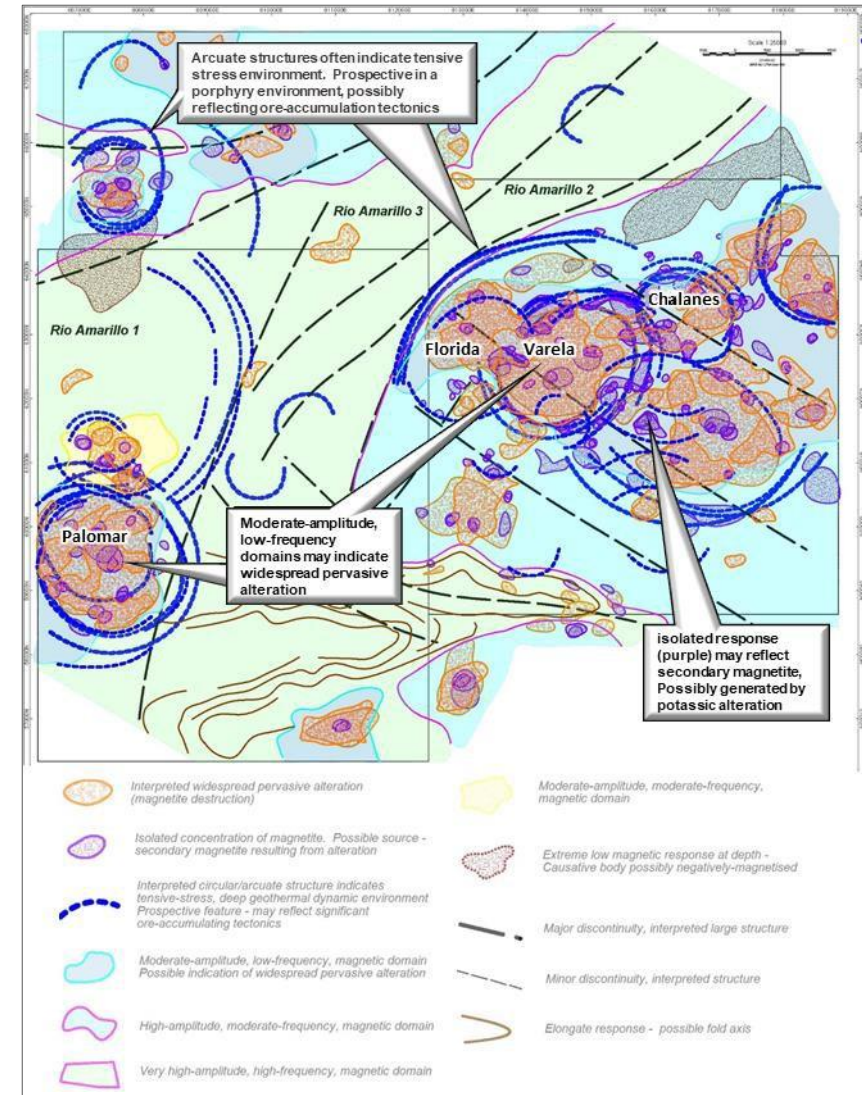 Scale 1:25000
Arcuate structures often indicate tensive
stress environment. Prospective in a
porphyry environment, possibly
reflecting ore-accumulation tectonics
Rio Amarillo 2
Rio Amarillo 3
Rio Amarillo 1
Chalanes
Florida
Varela
Palomar
Moderate-amplitude,
low-frequency
domains may indicate
widespread pervasive
alteration
isolated response
(purple) may reflect
secondary magnetite,
Possibly generated by
potassic alteration
Interpreted widespread pervasive alteration
(magnetite destruction)
Isolated concentration of magnetite. Possible source -
secondary magnetite resulting from alteration
Interpreted circular/arcuate structure indicates
tensive-stress, deep geothermal dynamic environment
Prospective feature - may reflect significant
ore-accumulating tectonics
Moderate-amplitude, low-frequency, magnetic domain
Possible indication of widespread pervasive alteration
High-amplitude, moderate-frequency, magnetic domain
Very high-amplitude, high-frequency, magnetic domain
Moderate-amplitude, moderate-frequency,
magnetic domain
Extreme low magnetic response at depth -
Causative body possibly negatively-magnetised
Major discontinuity, interpreted large structure
Minor discontinuity, interpreted structure
Elongate response - possible fold axis